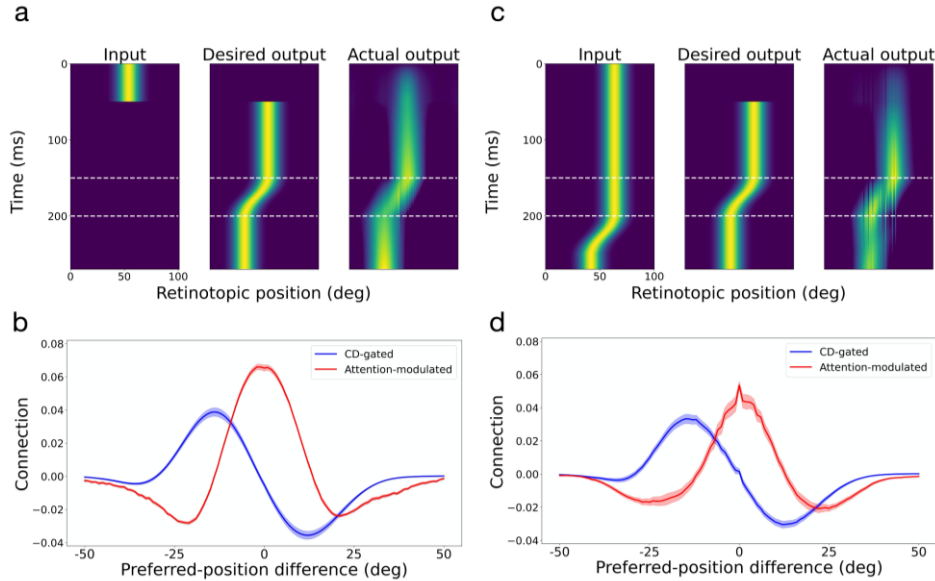 a
Input
Desired output
Actual output
0
100
200
Time (ms)
0
50
100
Retinotopic position (deg)
c
Input
Desired output
Actual output
0
100
200
Time (ms)
0
50
100
Retinotopic position (deg)
b
0.08
0.06
0.04
0.02
0.00
−0.02
−0.04
Connection
CD-gated
Attention-modulated
-50
-25
0
25
50
Preferred-position difference (deg)
d
0.08
0.06
0.04
0.02
0.00
−0.02
−0.04
Connection
CD-gated
Attention-modulated
-50
-25
0
25
50
Preferred-position difference (deg)